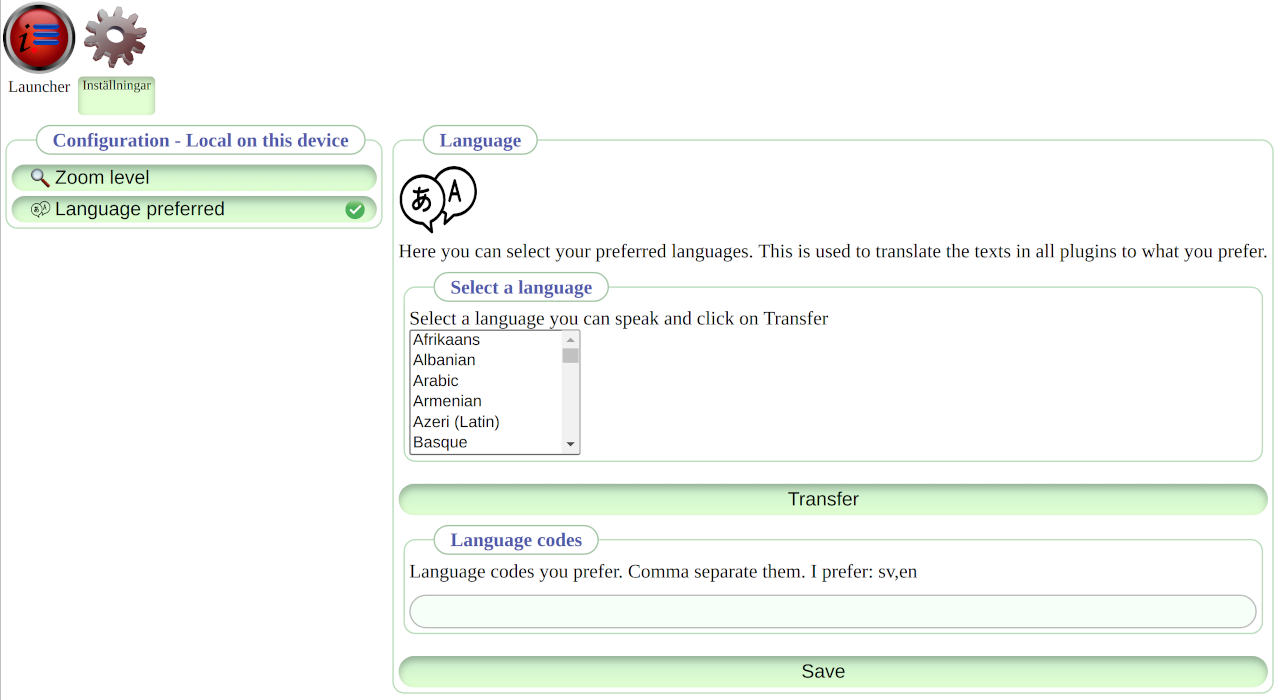 Launcher
Inställningar
Configuration - Local on this device
Zoom level
Language preferred
Language
あ A
Here you can select your preferred languages. This is used to translate the texts in all plugins to what you prefer.
Select a language
Select a language you can speak and click on Transfer
Afrikaans
Albanian
Arabic
Armenian
Azeri (Latin)
Basque
Transfer
Language codes
Language codes you prefer. Comma separate them. I prefer: sv,en
Save